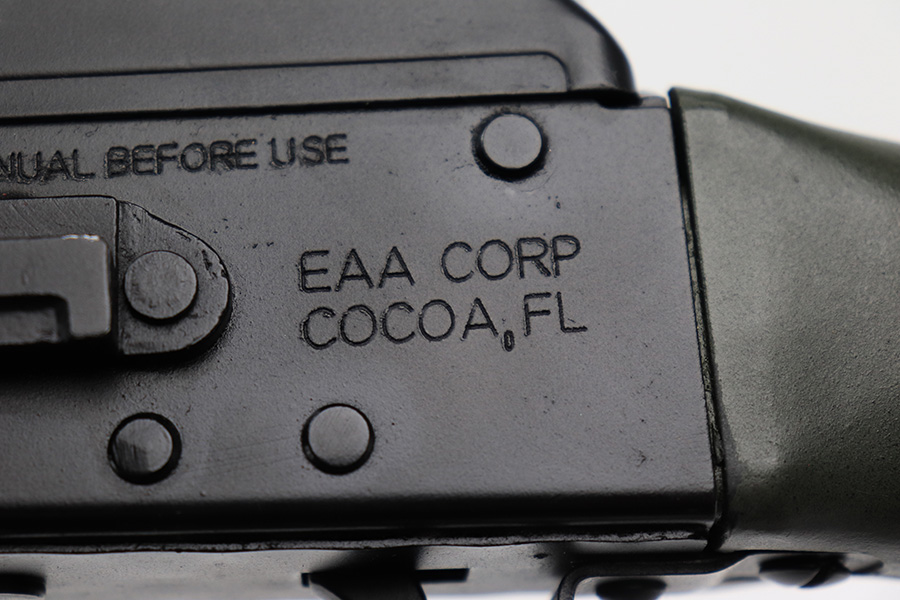 NUAL BEFORE USE
EAA CORP
COCOA, FL